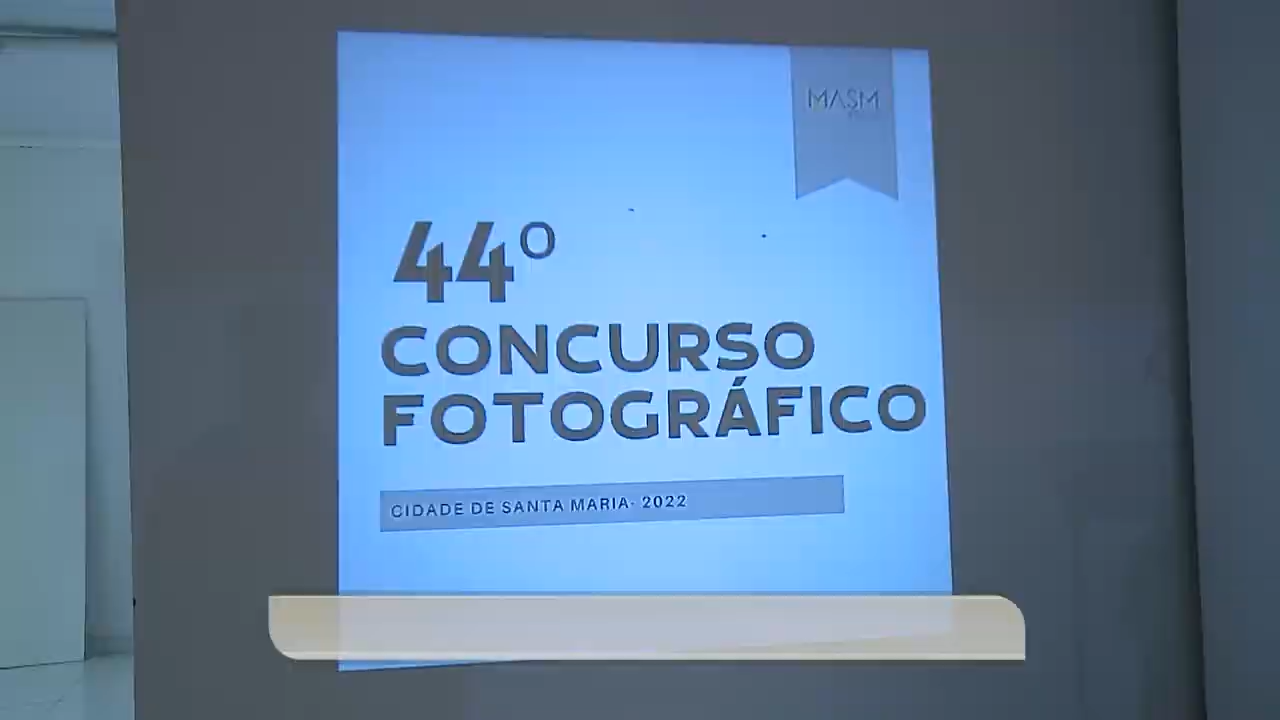 MASM
44º
CONCURSO
FOTOGRÁFICO
CIDADE DE SANTA MARIA- 2022